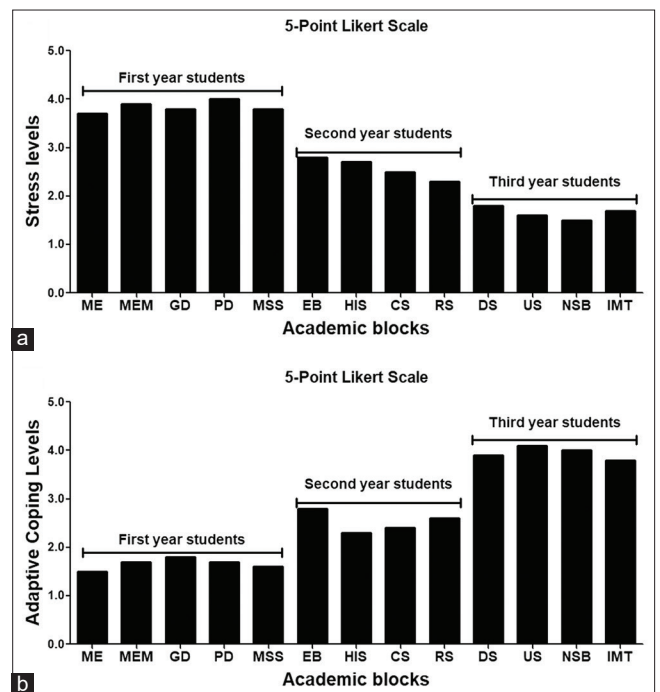 5-Point Likert Scale
5.0
4.0
3.0
2.0
1.0
0.0
Stress levels
First year students
Second year students
Third year students
ME MEM GD PD MSS EB HIS CS RS DS US NSB IMT
Academic blocks
a
5-Point Likert Scale
5.0
4.0
3.0
2.0
1.0
0.0
Adaptive Coping Levels
Third year students
Second year students
First year students
ME MEM GD PD MSS EB HIS CS RS DS US NSB IMT
Academic blocks
b